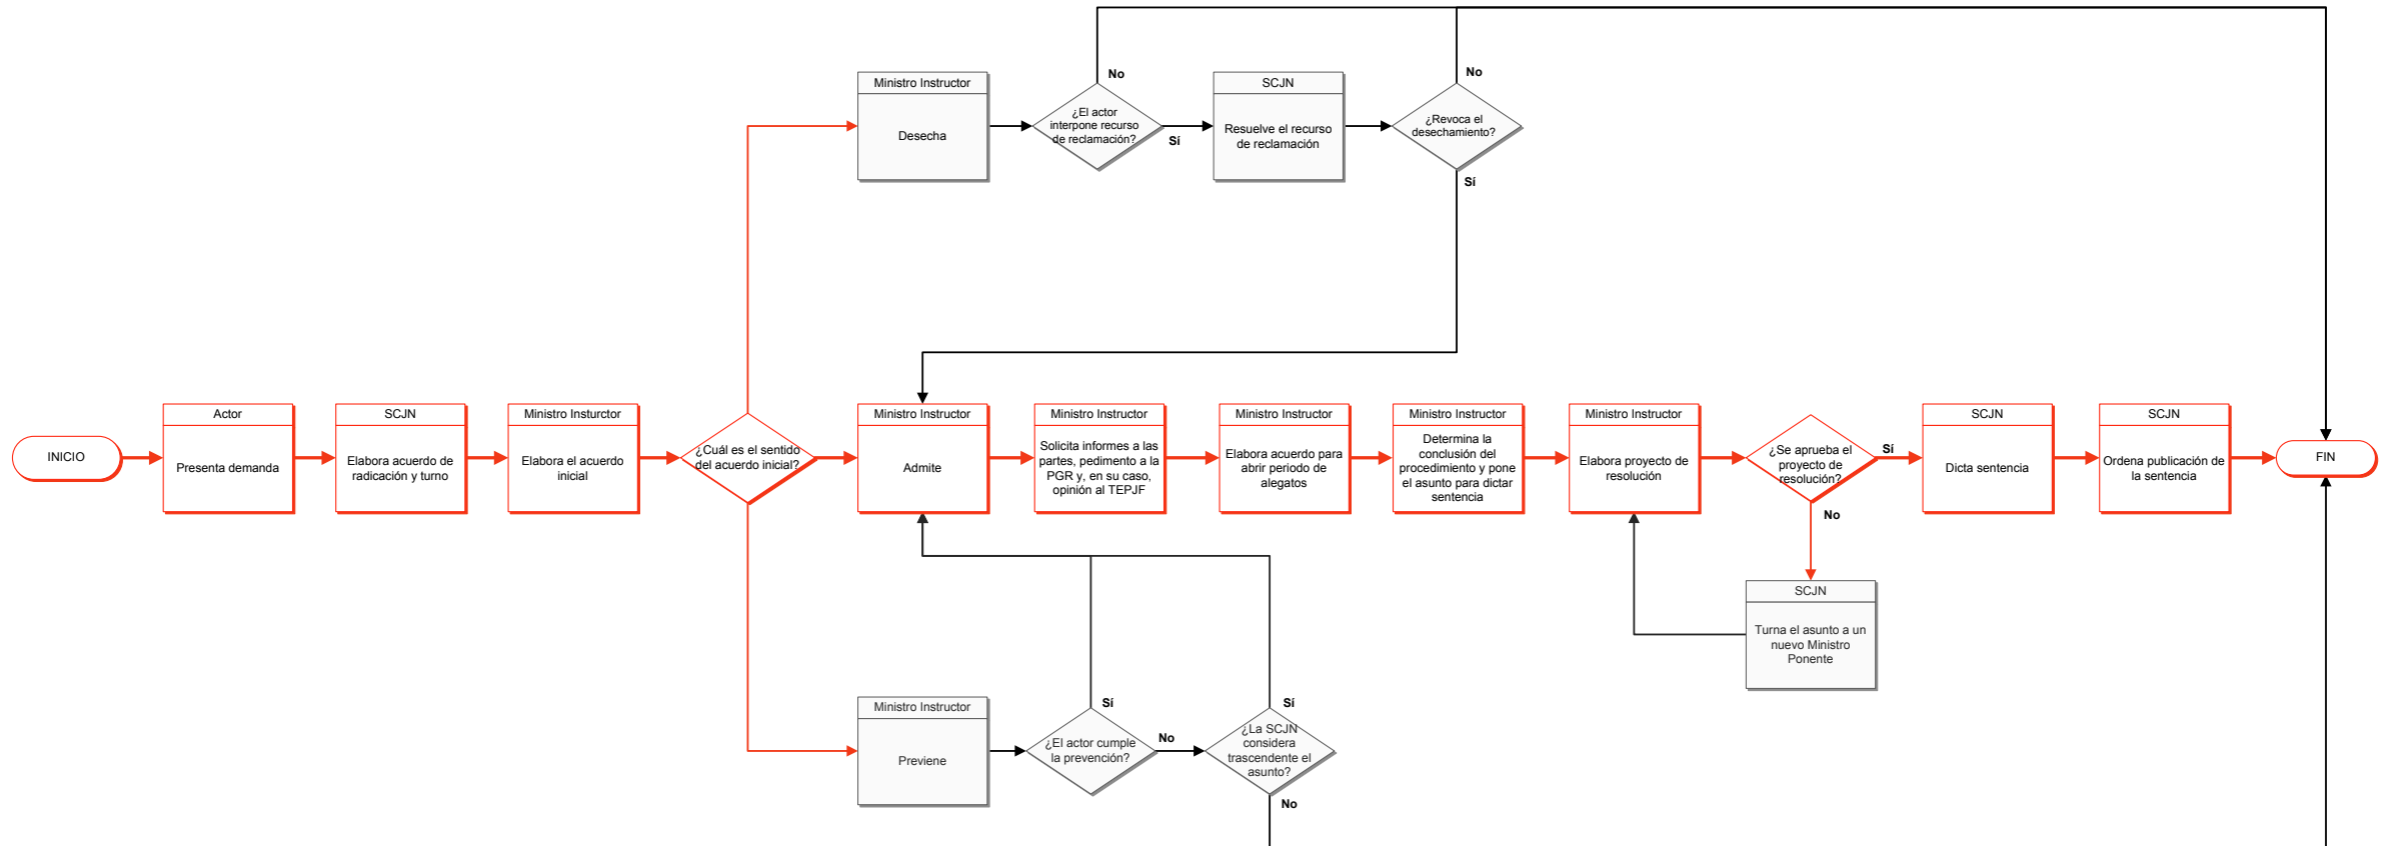 No
No
Ministro Instructor
Desecha
¿El actor
interpone recurso
de reclamación?
Sí
SCJN
Resuelve el recurso
de reclamación
¿Revoca el
desechamiento?
Sí
INICIO
Actor
Presenta demanda
SCJN
Elabora acuerdo de
radicación y turno
Ministro Insturctor
Elabora el acuerdo
inicial
¿Cuál es el sentido
del acuerdo inicial?
Ministro Instructor
Admite
Ministro Instructor
Solicita informes a las
partes, pedimento a la
PGR y, en su caso,
opinión al TEPJF
Ministro Instructor
Elabora acuerdo para
abrir periodo de
alegatos
Ministro Instructor
Determina la
conclusión del
procedimiento y pone
el asunto para dictar
sentencia
Ministro Instructor
Elabora proyecto de
resolución
¿Se aprueba el
proyecto de
resolución?
Sí
No
SCJN
Dicta sentencia
SCJN
Ordena publicación de
la sentencia
FIN
SCJN
Turna el asunto a un
nuevo Ministro
Ponente
Ministro Instructor
Previene
Sí
¿El actor cumple
la prevención?
No
Sí
¿La SCJN
considera
trascendente el
asunto?
No